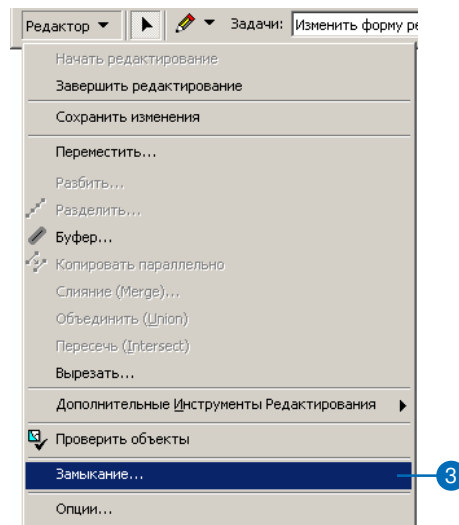 Редактор Задачи: Изменить форму ре
Начать редактирование
Завершить редактирование
Сохранить изменения
Переместить...
Разбить...
Разделить...
Буфер...
Копировать параллельно
Слияние (Merge)...
Объединить (Union)
Пересечь (Intersect)
Вырезать...
Дополнительные Инструменты Редактирования
Проверить объекты
Замыкание... 3
Опции...